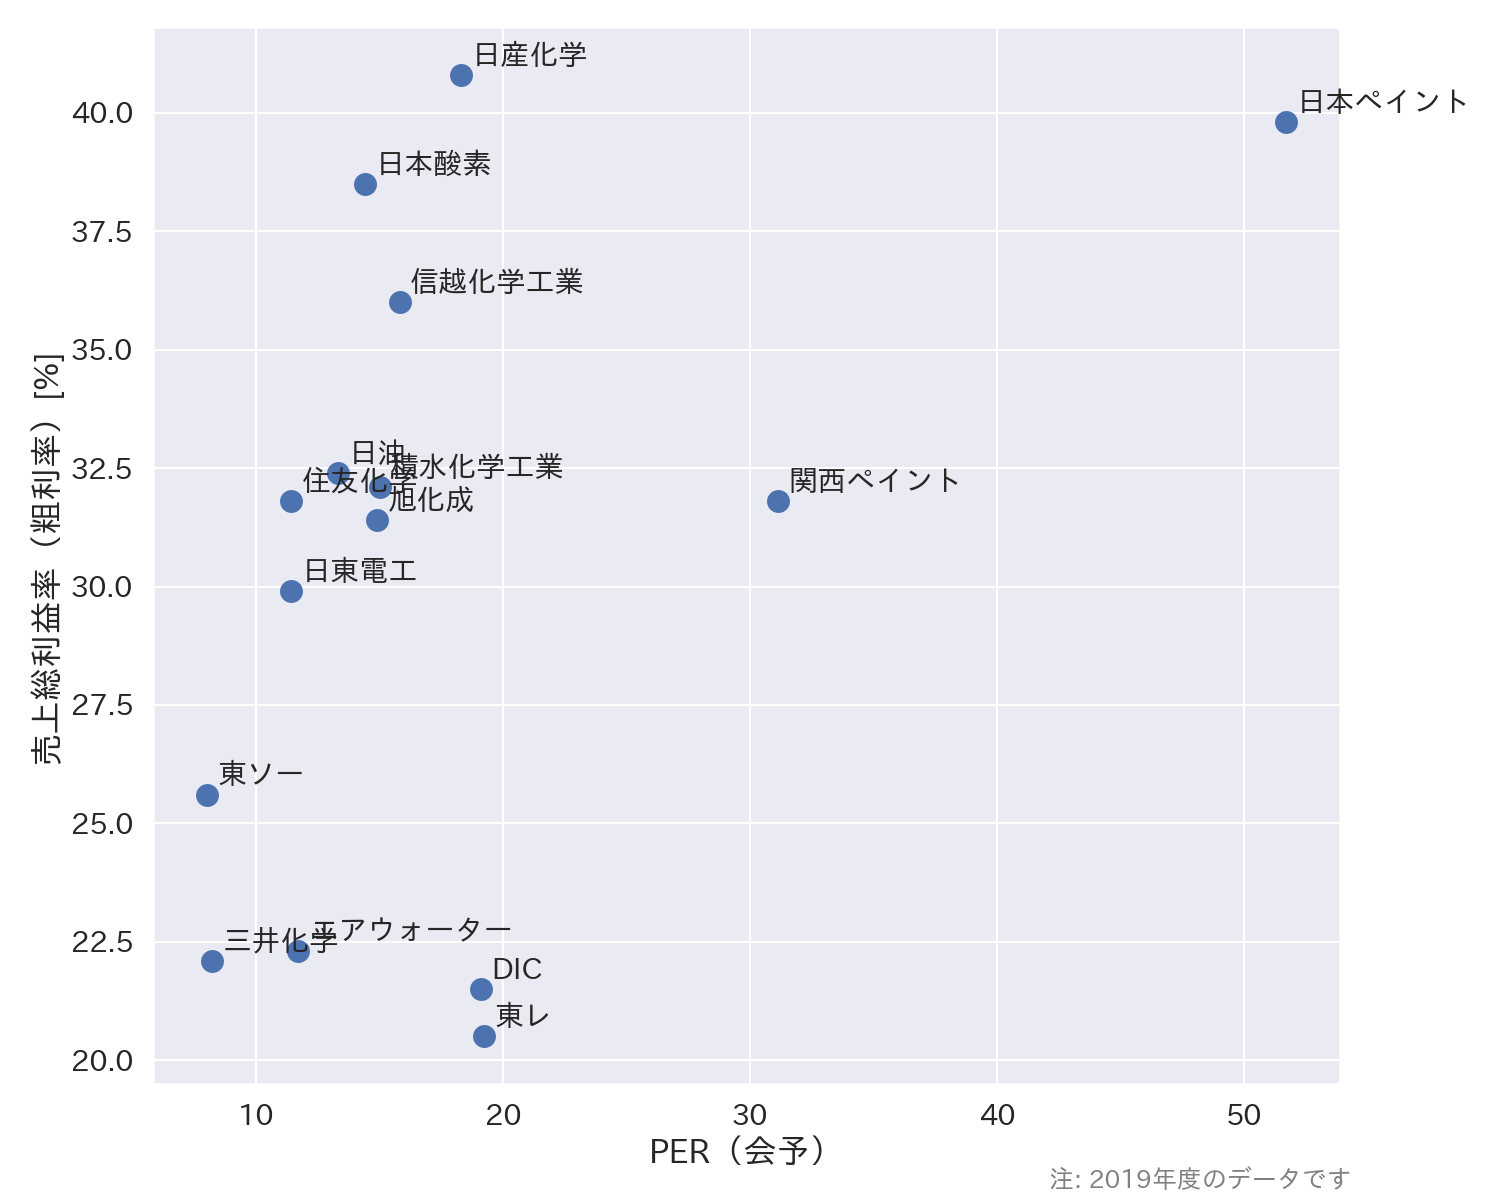 日産化学
日本ペイント
40.0
日本酸素
37.5
信越化学工業
35.0
日油
32.5
積水化学工業
住友化学
関西ペイント
旭化成
日東電工
30.0
27.5
東ソー
25.0
エアウォーター
三井化学
22.5
DIC
東レ
20.0
売上総利益率（粗利率）[%]
10 20 30 40 50
PER（会予）
注: 2019年度のデータです